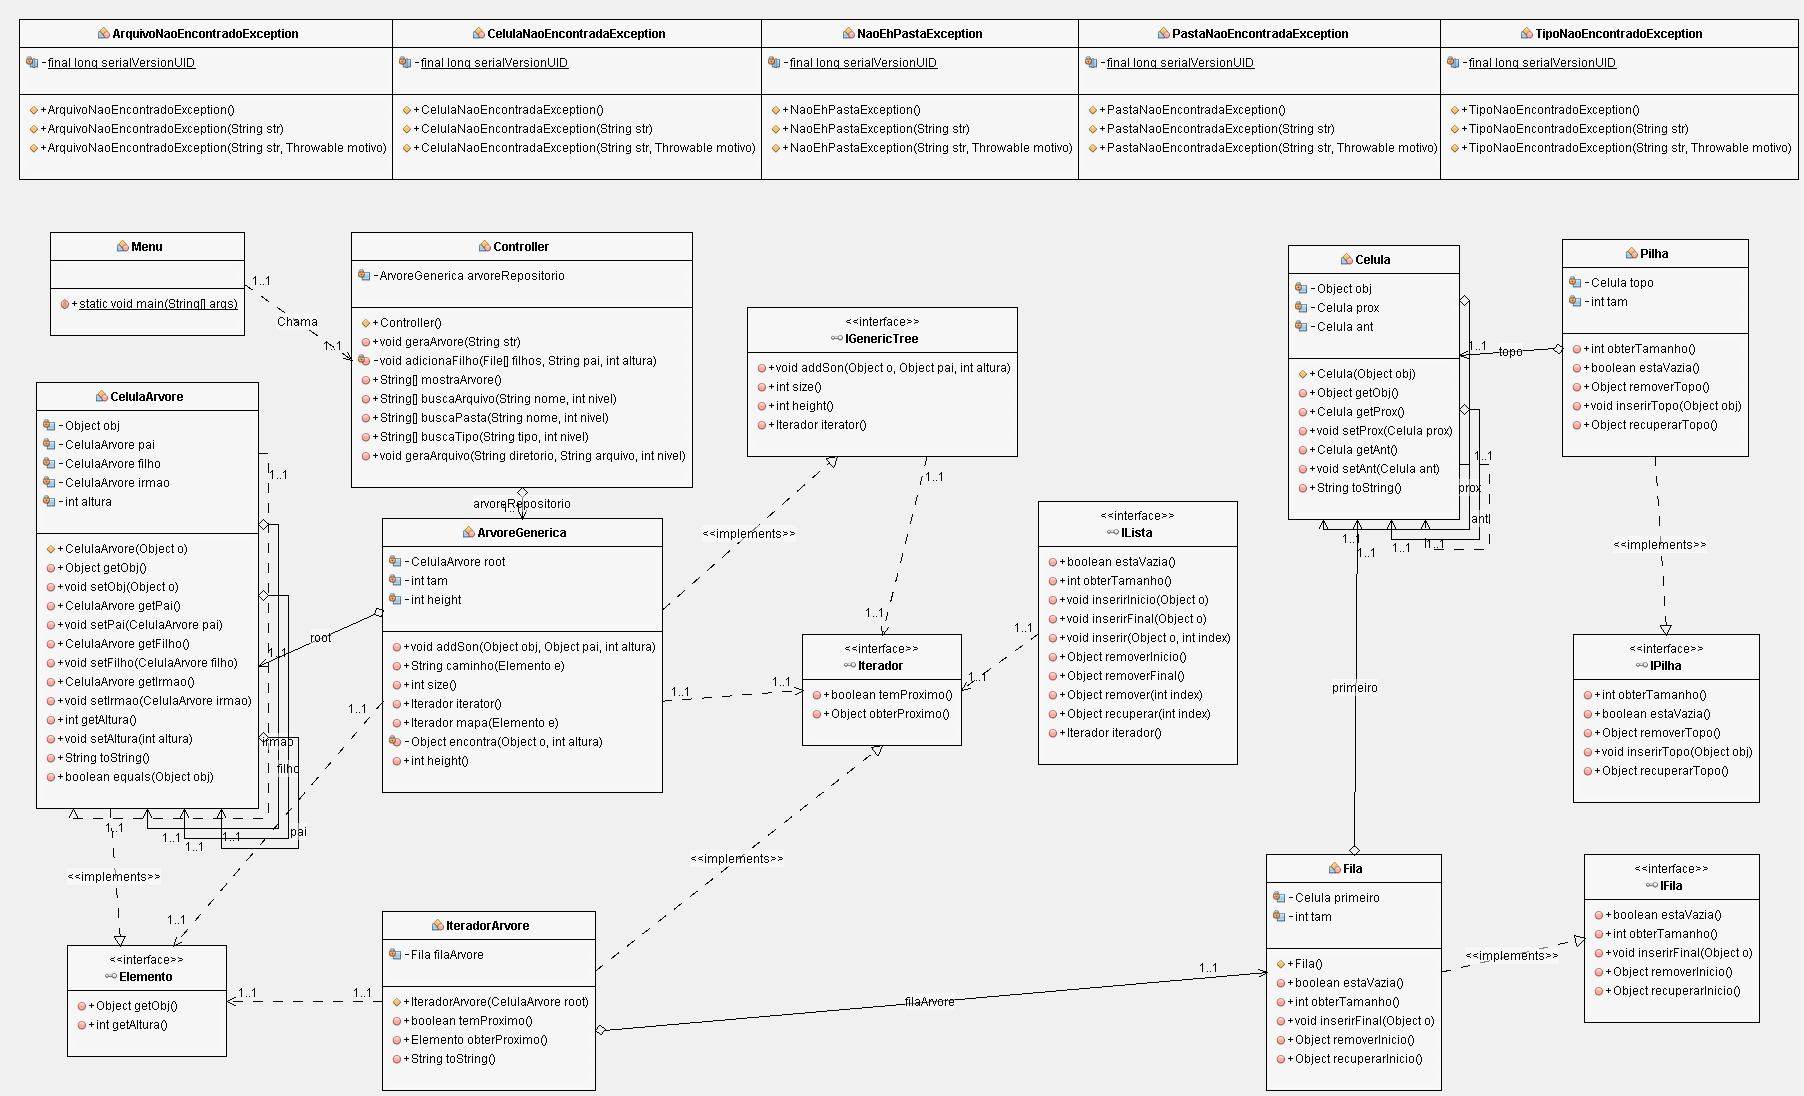 ArquivoNaoEncontradoException
-final long serialVersionUID
+ArquivoNaoEncontradoException()
+ArquivoNaoEncontradoException(String str)
+ArquivoNaoEncontradoException(String str, Throwable motivo)
CelulaNaoEncontradaException
-final long serialVersionUID
+CelulaNaoEncontradaException()
+CelulaNaoEncontradaException(String str)
+CelulaNaoEncontradaException(String str, Throwable motivo)
NaoEhPastaException
-final long serialVersionUID
+NaoEhPastaException()
+NaoEhPastaException(String str)
+NaoEhPastaException(String str, Throwable motivo)
PastaNaoEncontradaException
-final long serialVersionUID
+PastaNaoEncontradaException()
+PastaNaoEncontradaException(String str)
+PastaNaoEncontradaException(String str, Throwable motivo)
TipoNaoEncontradoException
-final long serialVersionUID
+TipoNaoEncontradoException()
+TipoNaoEncontradoException(String str)
+TipoNaoEncontradoException(String str, Throwable motivo)
Menu
+static void main(String[] args)
1..1
Chama
1..1
Controller
-ArvoreGenerica arvoreRepositorio
+Controller()
+void geraArvore(String str)
-void adicionaFilho(File[] filhos, String pai, int altura)
+String[] mostraArvore()
+String[] buscaArquivo(String nome, int nivel)
+String[] buscaPasta(String nome, int nivel)
+String[] buscaTipo(String tipo, int nivel)
+void geraArquivo(String diretorio, String arquivo, int nivel)
arvoreRepositorio
1..1
<<interface>>
IGenericTree
+void addSon(Object o, Object pai, int altura)
+int size()
+int height()
+Iterador iterator()
1..1
<<implements>>
1..1
Celula
-Object obj
-Celula prox
-Celula ant
+Celula(Object obj)
+Object getObj()
+Celula getProx()
+void setProx(Celula prox)
+Celula getAnt()
+void setAnt(Celula ant)
+String toString()
1..1
topo
1..1
prox
ant
1..1
1..1
1..1
1..1
Pilha
-Celula topo
-int tam
+int obterTamanho()
+boolean estaVazia()
+Object removerTopo()
+void inserirTopo(Object obj)
+Object recuperarTopo()
<<implements>>
CelulaArvore
-Object obj
-CelulaArvore pai
-CelulaArvore filho
-CelulaArvore irmao
-int altura
+CelulaArvore(Object o)
+Object getObj()
+void setObj(Object o)
+CelulaArvore getPai()
+void setPai(CelulaArvore pai)
+CelulaArvore getFilho()
+void setFilho(CelulaArvore filho)
+CelulaArvore getIrmao()
+void setIrmao(CelulaArvore irmao)
+int getAltura()
+void setAltura(int altura)
+String toString()
+boolean equals(Object obj)
1..1
root
1..1
irmao
filho
pai
1..1
1..1
1..1
1..1
<<implements>>
ArvoreGenerica
-CelulaArvore root
-int tam
-int height
+void addSon(Object obj, Object pai, int altura)
+String caminho(Elemento e)
+int size()
+Iterador iterator()
+Iterador mapa(Elemento e)
-Object encontra(Object o, int altura)
+int height()
1..1
1..1
1..1
1..1
<<interface>>
Iterador
+boolean temProximo()
+Object obterProximo()
<<implements>>
<<interface>>
ILista
+boolean estaVazia()
+int obterTamanho()
+void inserirInicio(Object o)
+void inserirFinal(Object o)
+void inserir(Object o, int index)
+Object removerInicio()
+Object removerFinal()
+Object remover(int index)
+Object recuperar(int index)
+Iterador iterador()
1..1
1..1
primeiro
<<interface>>
IPilha
+int obterTamanho()
+boolean estaVazia()
+Object removerTopo()
+void inserirTopo(Object obj)
+Object recuperarTopo()
<<interface>>
Elemento
+Object getObj()
+int getAltura()
1..1
1..1
IteradorArvore
-Fila filaArvore
+IteradorArvore(CelulaArvore root)
+boolean temProximo()
+Elemento obterProximo()
+String toString()
filaArvore
1..1
Fila
-Celula primeiro
-int tam
+Fila()
+boolean estaVazia()
+int obterTamanho()
+void inserirFinal(Object o)
+Object removerInicio()
+Object recuperarInicio()
<<implements>>
<<interface>>
IFila
+boolean estaVazia()
+int obterTamanho()
+void inserirFinal(Object o)
+Object removerInicio()
+Object recuperarInicio()